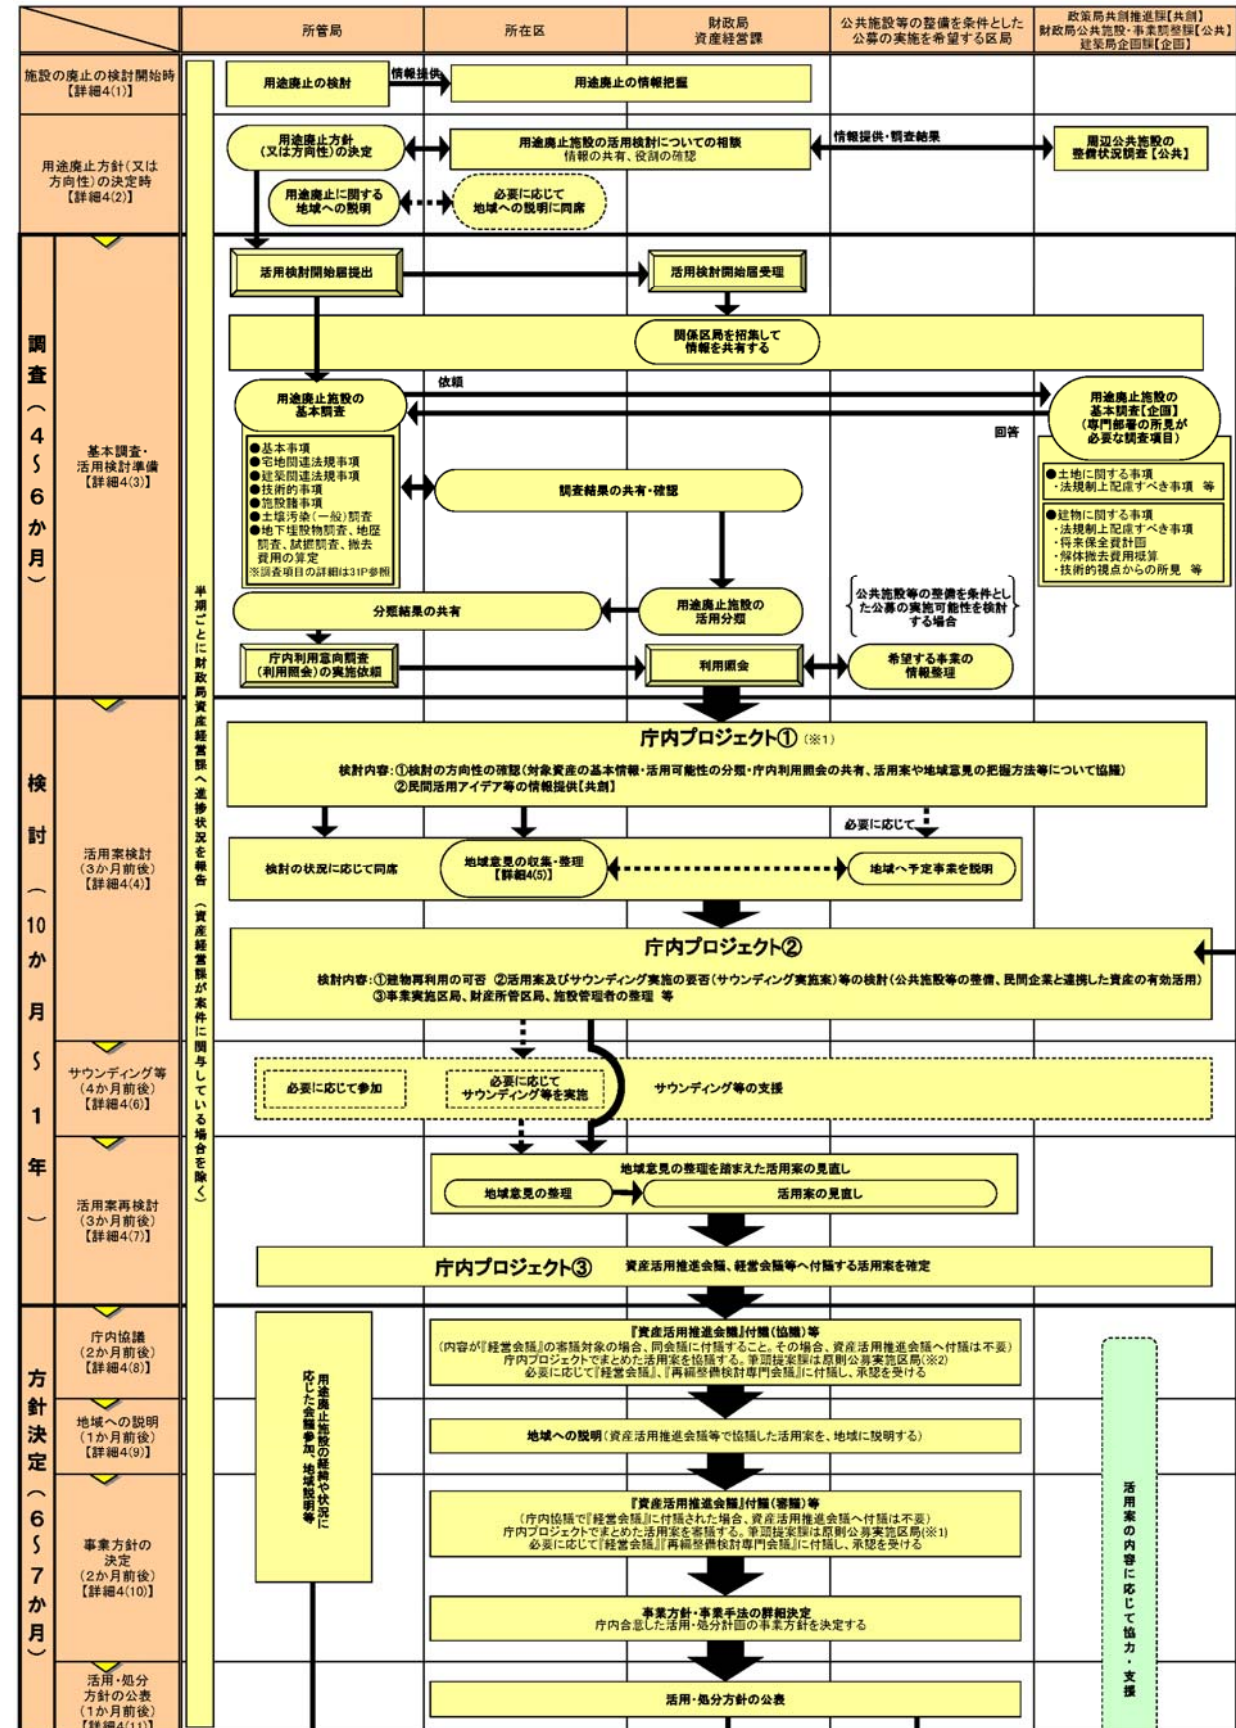 所管局
所在区
財政局
資産経営課
公共施設等の整備を条件とした
公募の実施を希望する区局
政策局共創推進課【共創】
財政局公共施設・事業調整課【公共】
建築局企画課【企画】
施設の廃止の検討開始時
【詳細4(1)】
用途廃止の検討
情報提供
用途廃止の情報把握
用途廃止方針(又は
方向性)の決定時
【詳細4(2)】
用途廃止方針
(又は方向性)の決定
用途廃止施設の活用検討についての相談
情報の共有、役割の確認
情報提供・調査結果
周辺公共施設の
整備状況調査【公共】
用途廃止に関する
地域への説明
必要に応じて
地域への説明に同席
調査(4~6か月)
基本調査・
活用検討準備
【詳細4(3)】
活用検討開始届提出
活用検討開始届受理
関係区局を招集して
情報を共有する
用途廃止施設の
基本調査
依頼
回答
用途廃止施設の
基本調査【企画】
(専門部署の所見が
必要な調査項目)
●基本事項
●宅地関連法規事項
●建築関連法規事項
●技術的事項
●施設諸事項
●土壌汚染(一般)調査
●地下埋設物調査、地歴
調査、試掘調査、撤去
費用の算定
※調査項目の詳細は31P参照
調査結果の共有・確認
●土地に関する事項
・法規制上配慮すべき事項 等
●建物に関する事項
・法規制上配慮すべき事項
・将来保全費計画
・解体撤去費用概算
・技術的視点からの所見 等
分類結果の共有
用途廃止施設の
活用分類
公共施設等の整備を条件とし
た公募の実施可能性を検討
する場合
庁内利用意向調査
(利用照会)の実施依頼
利用照会
希望する事業の
情報整理
半期ごとに財政局資産経営課へ進捗状況を報告 (資産経営課が案件に関与している場合を除く)
検討(10か月~1年)
活用案検討
(3か月前後)
【詳細4(4)】
庁内プロジェクト①(※1)
検討内容:①検討の方向性の確認(対象資産の基本情報・活用可能性の分類・庁内利用照会の共有、活用案や地域意見の把握方法等について協議)
②民間活用アイデア等の情報提供【共創】
必要に応じて
検討の状況に応じて同席
地域意見の収集・整理
【詳細4(5)】
地域へ予定事業を説明
庁内プロジェクト②
検討内容:①建物再利用の可否 ②活用案及びサウンディング実施の要否(サウンディング実施案)等の検討(公共施設等の整備、民間企業と連携した資産の有効活用)
③事業実施区局、財産所管区局、施設管理者の整理 等
サウンディング等
(4か月前後)
【詳細4(6)】
必要に応じて参加
必要に応じて
サウンディング等を実施
サウンディング等の支援
活用案再検討
(3か月前後)
【詳細4(7)】
地域意見の整理を踏まえた活用案の見直し
地域意見の整理
活用案の見直し
庁内プロジェクト③
資産活用推進会議、経営会議等へ付議する活用案を確定
方針決定(6~7か月)
庁内協議
(2か月前後)
【詳細4(8)】
用途廃止施設の経緯や状況に
応じた会議参加、地域説明等
『資産活用推進会議』付議(協議)等
(内容が『経営会議』の審議対象の場合、同会議に付議すること。その場合、資産活用推進会議へ付議は不要)
庁内プロジェクトでまとめた活用案を協議する。筆頭提案課は原則公募実施区局(※2)
必要に応じて『経営会議』、『再編整備検討専門会議』に付議し、承認を受ける
地域への説明
(1か月前後)
【詳細4(9)】
地域への説明(資産活用推進会議等で協議した活用案を、地域に説明する)
事業方針の
決定
(2か月前後)
【詳細4(10)】
『資産活用推進会議』付議(審議)等
(庁内協議で『経営会議』に付議された場合、資産活用推進会議へ付議は不要)
庁内プロジェクトでまとめた活用案を審議する。筆頭提案課は原則公募実施区局(※1)
必要に応じて『経営会議』『再編整備検討専門会議』に付議し、承認を受ける
事業方針・事業手法の詳細決定
庁内合意した活用・処分計画の事業方針を決定する
活用案の内容に応じて協力・支援
活用・処分
方針の公表
(1か月前後)
【詳細4(11)】
活用・処分方針の公表